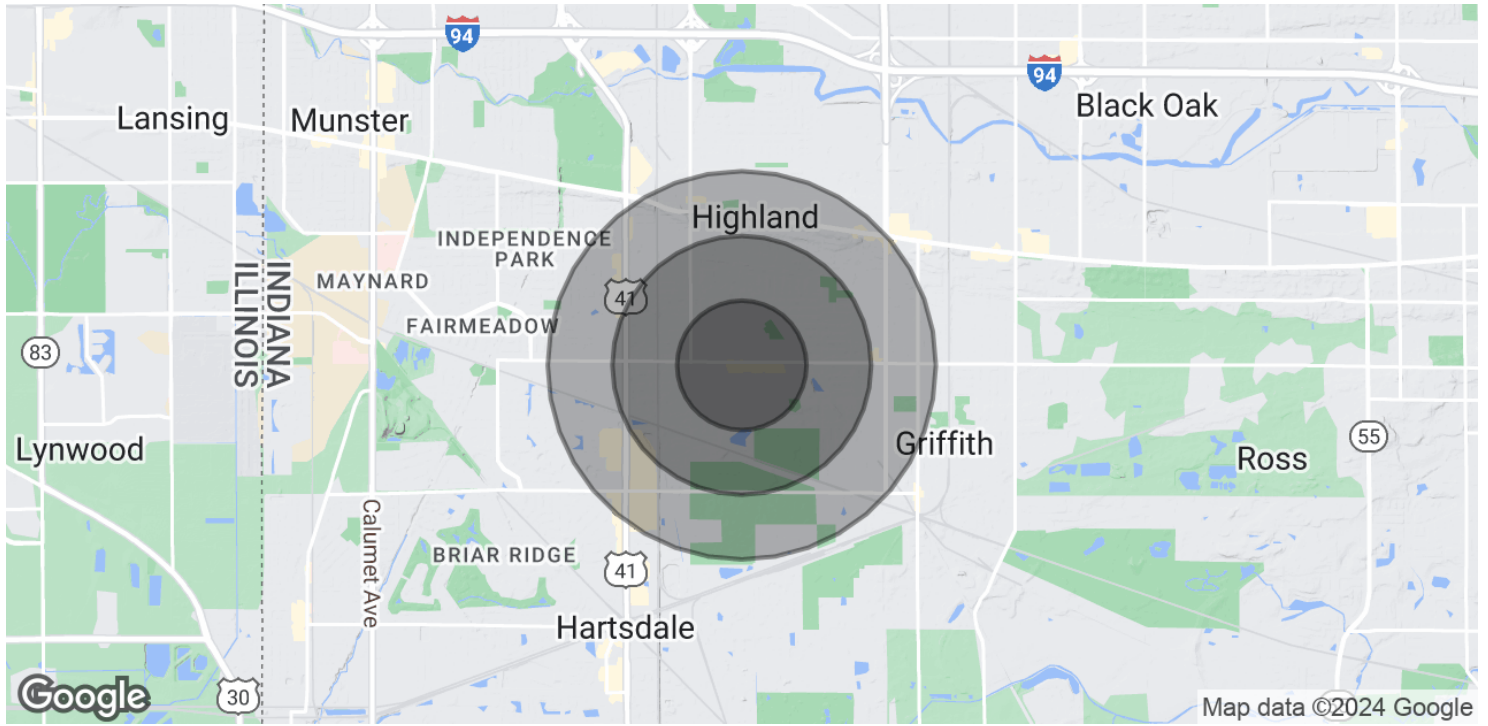 94
94
Black Oak
Lansing
Munster
Highland
INDEPENDENCE
PARK
INDIANA
ILLINOIS
MAYNARD
41
FAIRMEADOW
83
Griffith
55
Lynwood
Ross
Calumet Ave
BRIAR RIDGE
41
Hartsdale
Google
30
Map data ©2024 Google